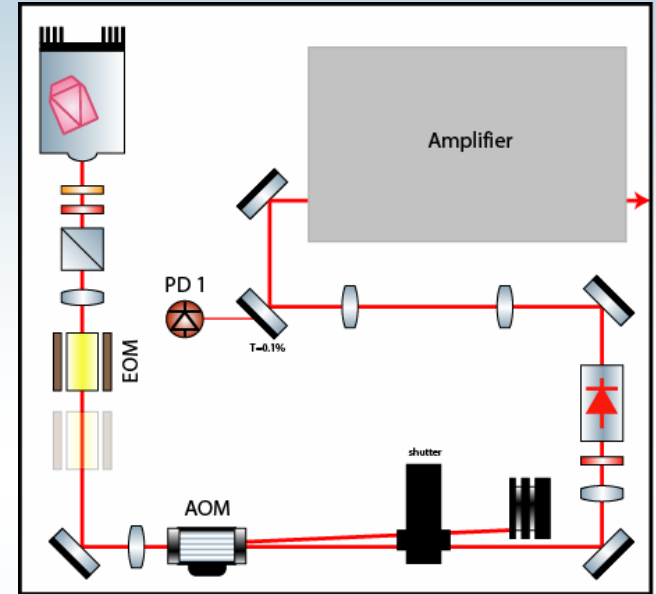 Amplifier
PD 1
T=0.1%
EOM
shutter
AOM